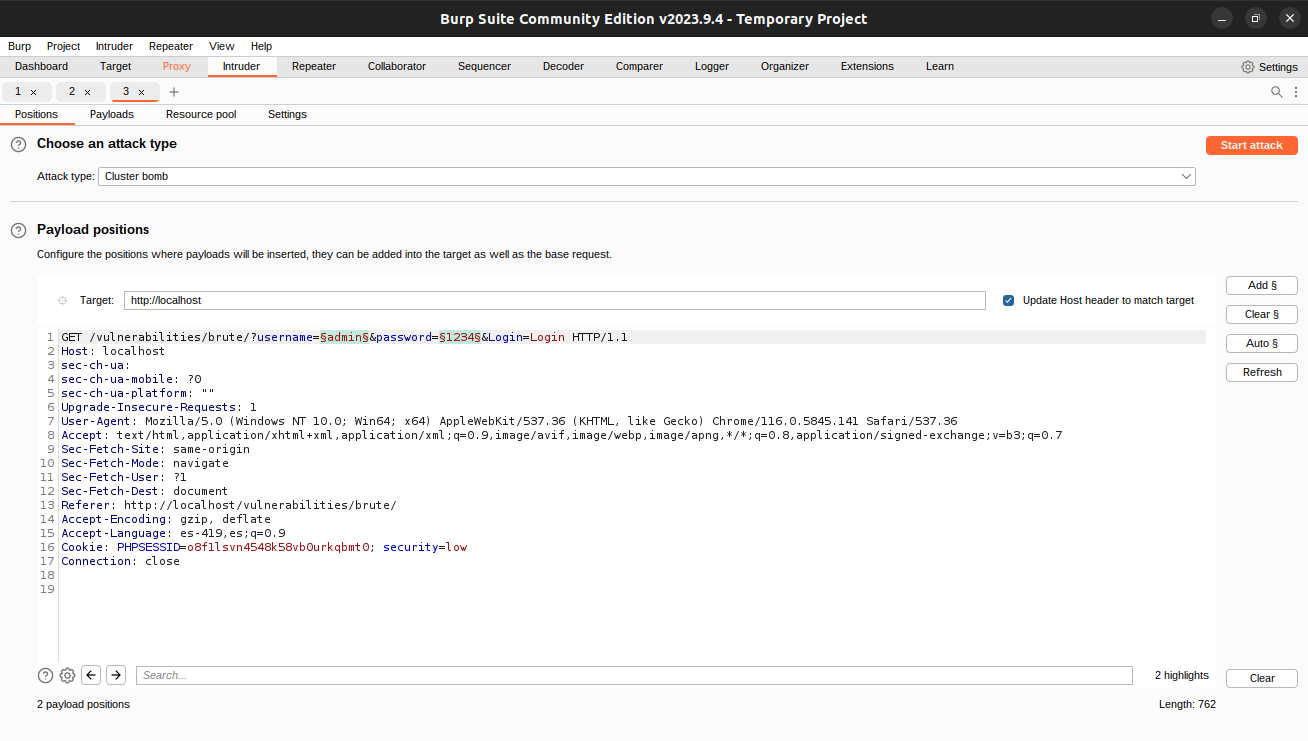 Burp Suite Community Edition v2023.9.4 - Temporary Project
Burp Project Intruder Repeater View Help
Dashboard Target Proxy Intruder Repeater Collaborator Sequencer Decoder Comparer Logger Organizer Extensions Learn Settings
1 × 2 × 3 × +
Positions Payloads Resource pool Settings
? Choose an attack type
Start attack
Attack type: Cluster bomb
? Payload positions
Configure the positions where payloads will be inserted, they can be added into the target as well as the base request.
Target: http://localhost
Update Host header to match target
Add §
Clear §
Auto §
Refresh
1 GET /vulnerabilities/brute/?username=§admin§&password=§1234§&Login=Login HTTP/1.1
2 Host: localhost
3 sec-ch-ua:
4 sec-ch-ua-mobile: ?0
5 sec-ch-ua-platform: ""
6 Upgrade-Insecure-Requests: 1
7 User-Agent: Mozilla/5.0 (Windows NT 10.0; Win64; x64) AppleWebKit/537.36 (KHTML, like Gecko) Chrome/116.0.5845.141 Safari/537.36
8 Accept: text/html,application/xhtml+xml,application/xml;q=0.9,image/avif,image/webp,image/apng,*/*;q=0.8,application/signed-exchange;v=b3;q=0.7
9 Sec-Fetch-Site: same-origin
10 Sec-Fetch-Mode: navigate
11 Sec-Fetch-User: ?1
12 Sec-Fetch-Dest: document
13 Referer: http://localhost/vulnerabilities/brute/
14 Accept-Encoding: gzip, deflate
15 Accept-Language: es-419,es;q=0.9
16 Cookie: PHPSESSID=o8f1lsvn4548k58vb0urkqbmt0; security=low
17 Connection: close
18
19
? Search... 2 highlights Clear
2 payload positions Length: 762